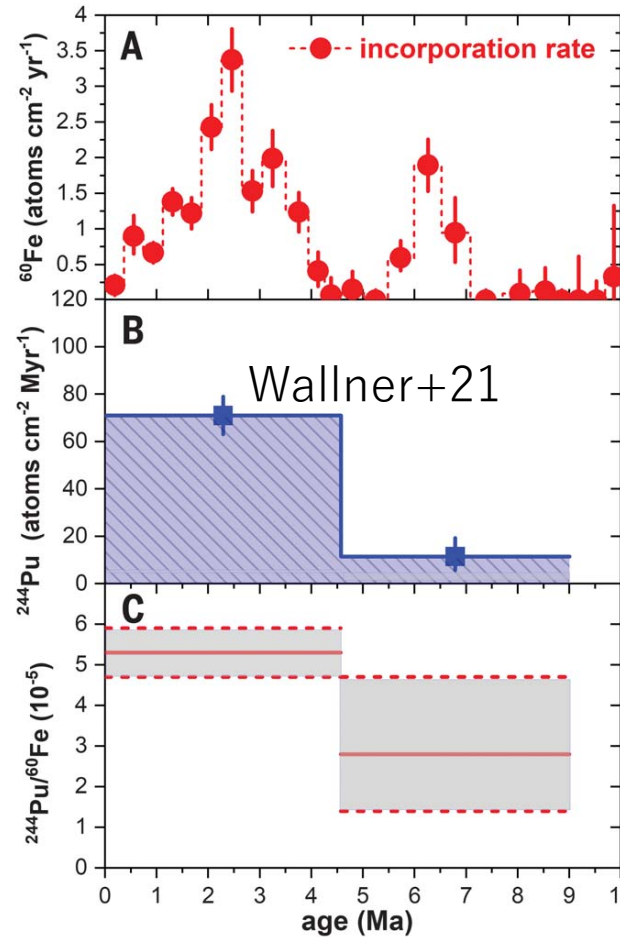 A
incorporation rate
⁶⁰Fe (atoms cm⁻² yr⁻¹)
4
3.5
3
2.5
2
1.5
1
0.5
B
Wallner+21
²⁴⁴Pu (atoms cm⁻² Myr⁻¹)
120
100
80
60
40
20
0
C
²⁴⁴Pu/⁶⁰Fe (10⁻⁵)
6
5
4
3
2
1
0
0 1 2 3 4 5 6 7 8 9 1
age (Ma)